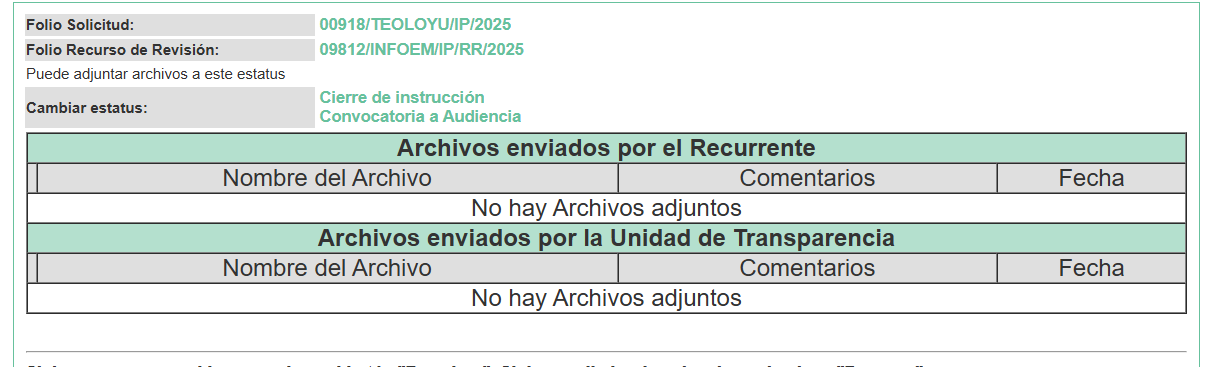 Folio Solicitud: 00918/TEOLOYU/IP/2025
Folio Recurso de Revisión: 09812/INFOEM/IP/RR/2025
Puede adjuntar archivos a este estatus
Cambiar estatus: Cierre de instrucción
Convocatoria a Audiencia
Archivos enviados por el Recurrente
Nombre del Archivo Comentarios Fecha
No hay Archivos adjuntos
Archivos enviados por la Unidad de Transparencia
Nombre del Archivo Comentarios Fecha
No hay Archivos adjuntos